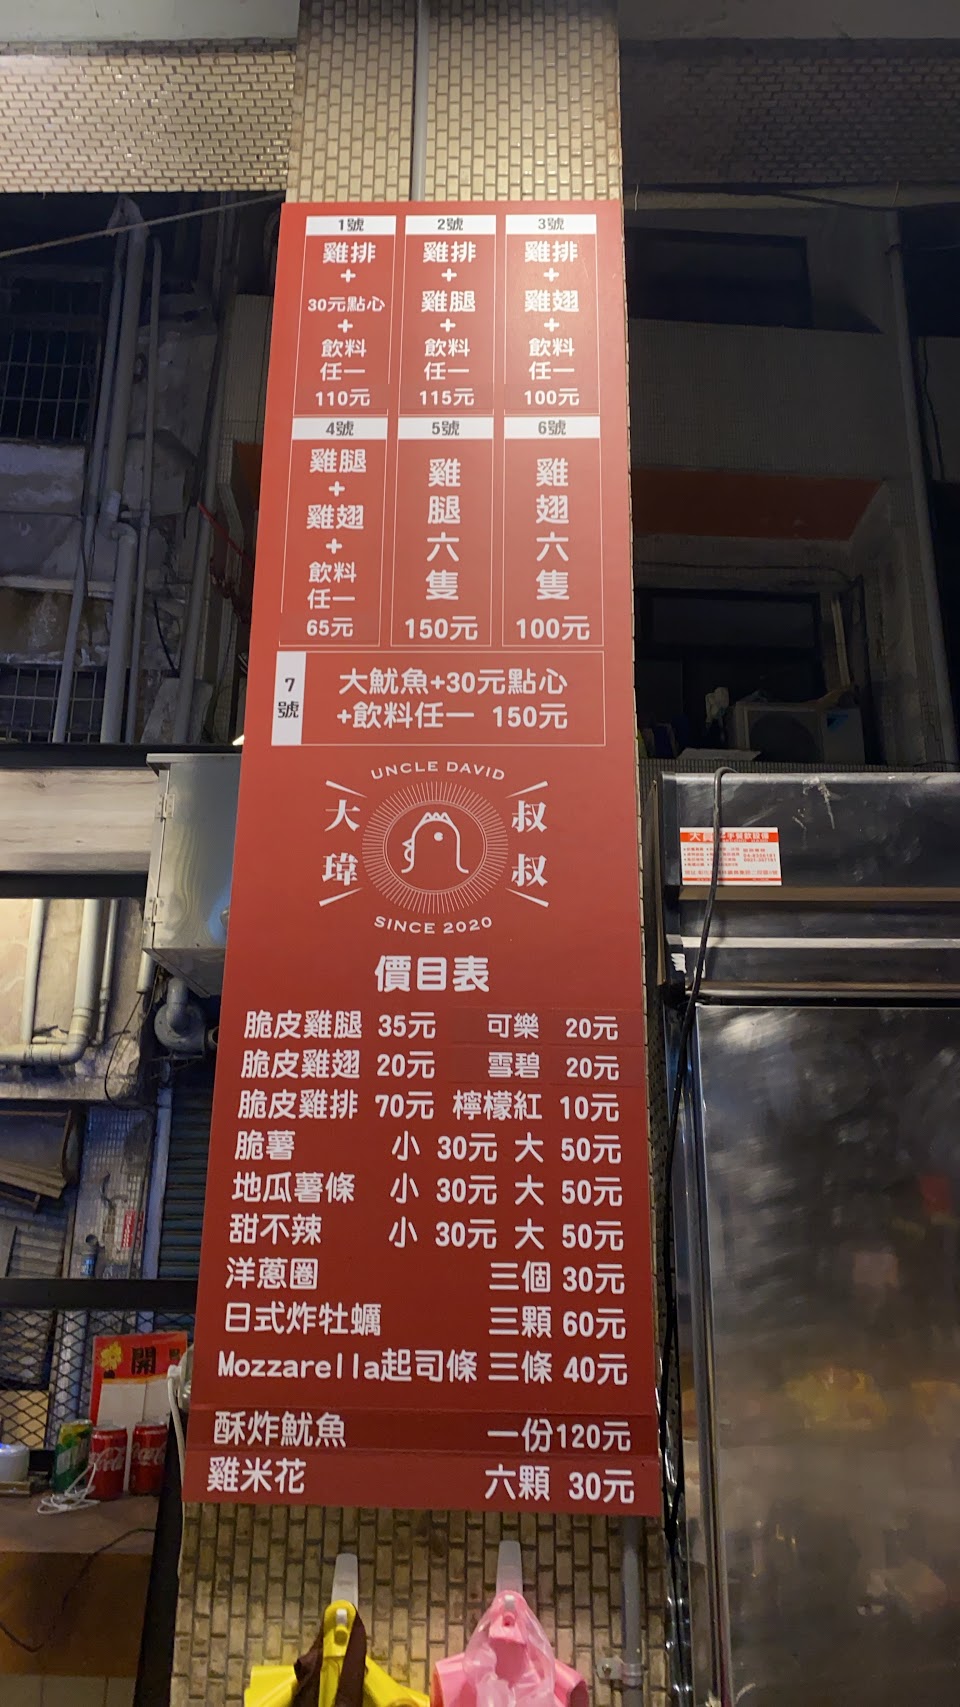 1號
雞排
+
30元點心
+
飲料
任一
110元
2號
雞排
+
雞腿
+
飲料
任一
115元
3號
雞排
+
雞翅
+
飲料
任一
100元
4號
雞腿
+
雞翅
+
飲料
任一
65元
5號
雞
腿
六
隻
150元
6號
雞
翅
六
隻
100元
7
號
大魷魚+30元點心
+飲料任一 150元
UNCLE DAVID
大瑋
叔叔
SINCE 2020
價目表
脆皮雞腿 35元 可樂 20元
脆皮雞翅 20元 雪碧 20元
脆皮雞排 70元 檸檬紅 10元
脆薯 小 30元 大 50元
地瓜薯條 小 30元 大 50元
甜不辣 小 30元 大 50元
洋蔥圈 三個 30元
日式炸牡蠣 三顆 60元
Mozzarella起司條 三條 40元
酥炸魷魚 一份120元
雞米花 六顆 30元
開